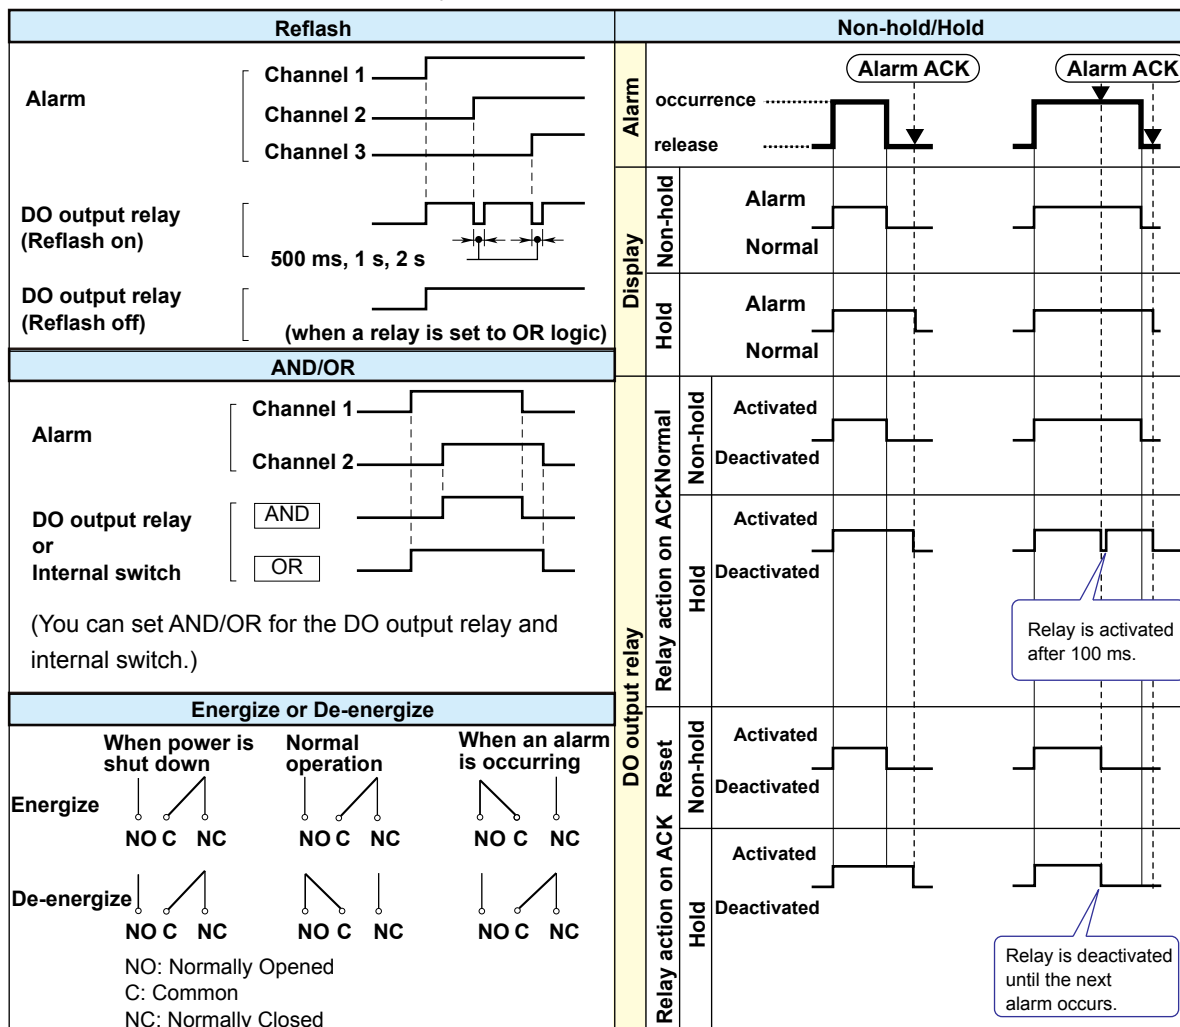 Reflash
Alarm
Channel 1
Channel 2
Channel 3
DO output relay
(Reflash on)
500 ms, 1 s, 2 s
DO output relay
(Reflash off)
(when a relay is set to OR logic)
AND/OR
Alarm
Channel 1
Channel 2
DO output relay
or
Internal switch
AND
OR
(You can set AND/OR for the DO output relay and
internal switch.)
Energize or De-energize
When power is
shut down
Normal
operation
When an alarm
is occurring
Energize
NO C NC
NO C NC
NO C NC
De-energize
NO C NC
NO C NC
NO C NC
NO: Normally Opened
C: Common
NC: Normally Closed
Non-hold/Hold
Alarm
Alarm ACK
Alarm ACK
occurrence
release
Display
Non-hold
Alarm
Normal
Hold
Alarm
Normal
DO output relay
Relay action on ACK Normal
Non-hold
Activated
Deactivated
Hold
Activated
Deactivated
Relay is activated
after 100 ms.
Relay action on ACK Reset
Non-hold
Activated
Deactivated
Hold
Activated
Deactivated
Relay is deactivated
until the next
alarm occurs.